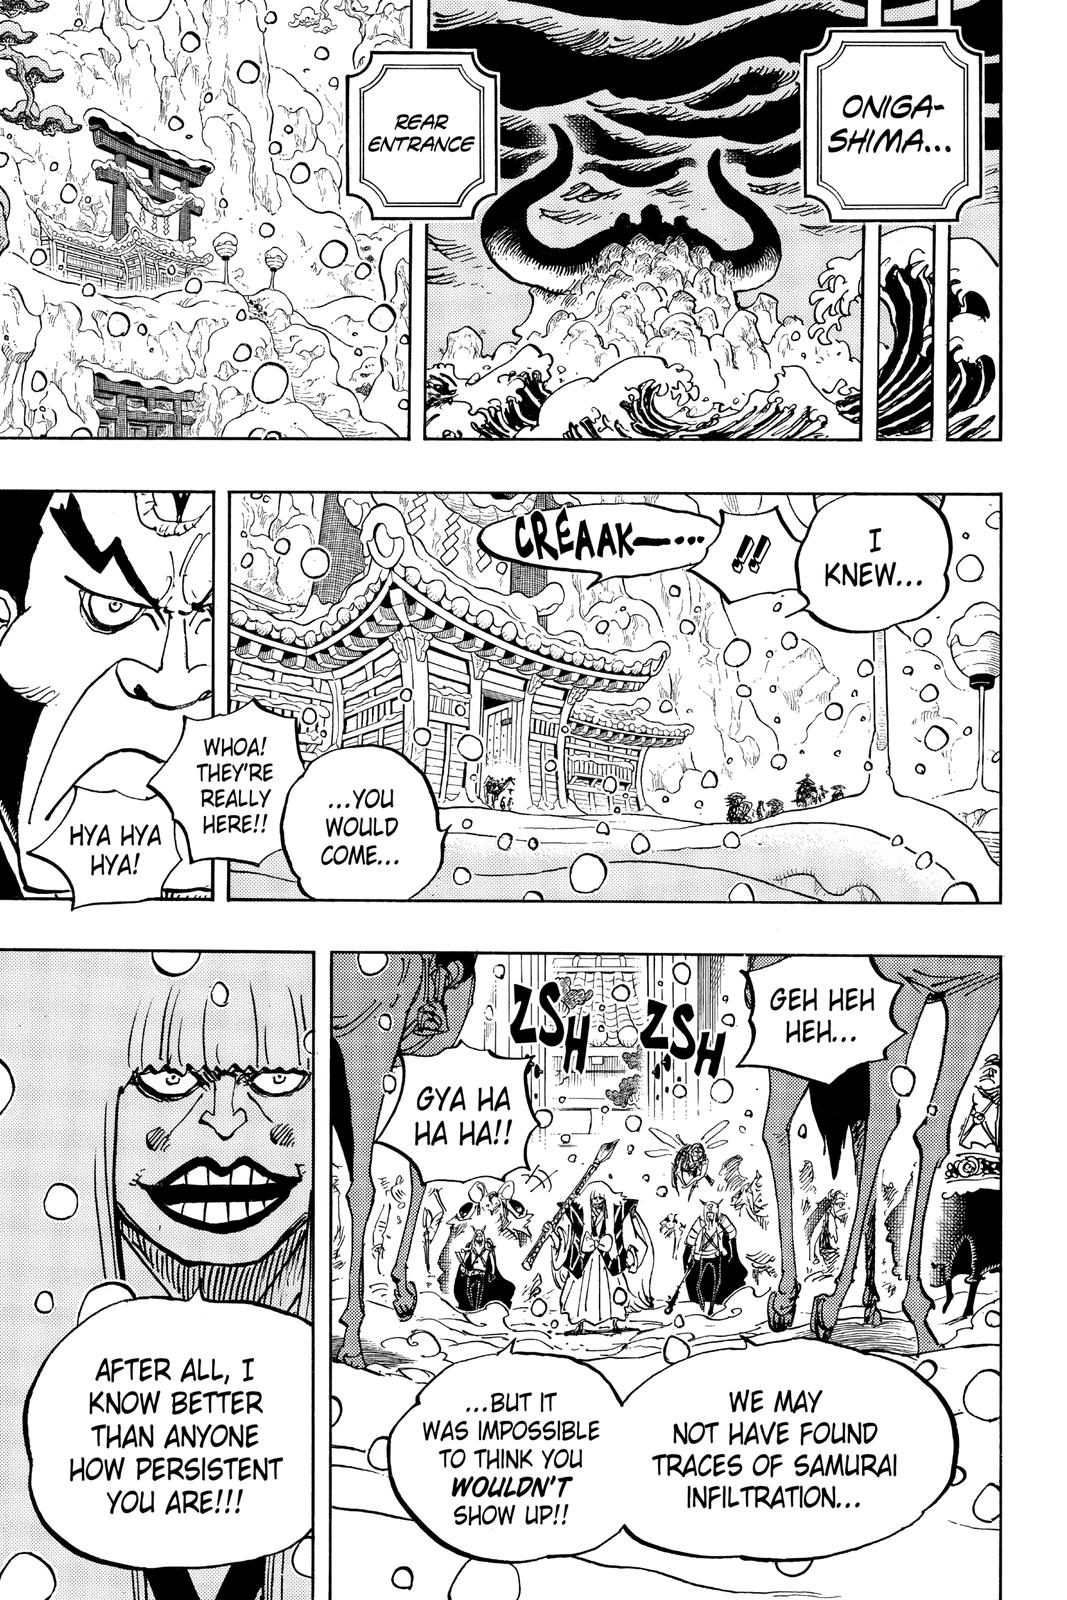 ONIGA-
SHIMA...
REAR
ENTRANCE
I
KNEW...
!!
CREAAK—...
...YOU
WOULD
COME...
WHOA!
THEY'RE
REALLY
HERE!!
HYA HYA
HYA!
GEH HEH
HEH...
ZSH
ZSH
GYA HA
HA HA!!
WE MAY
NOT HAVE FOUND
TRACES OF SAMURAI
INFILTRATION...
...BUT IT
WAS IMPOSSIBLE
TO THINK YOU
WOULDN'T
SHOW UP!!
AFTER ALL, I
KNOW BETTER
THAN ANYONE
HOW PERSISTENT
YOU ARE!!!